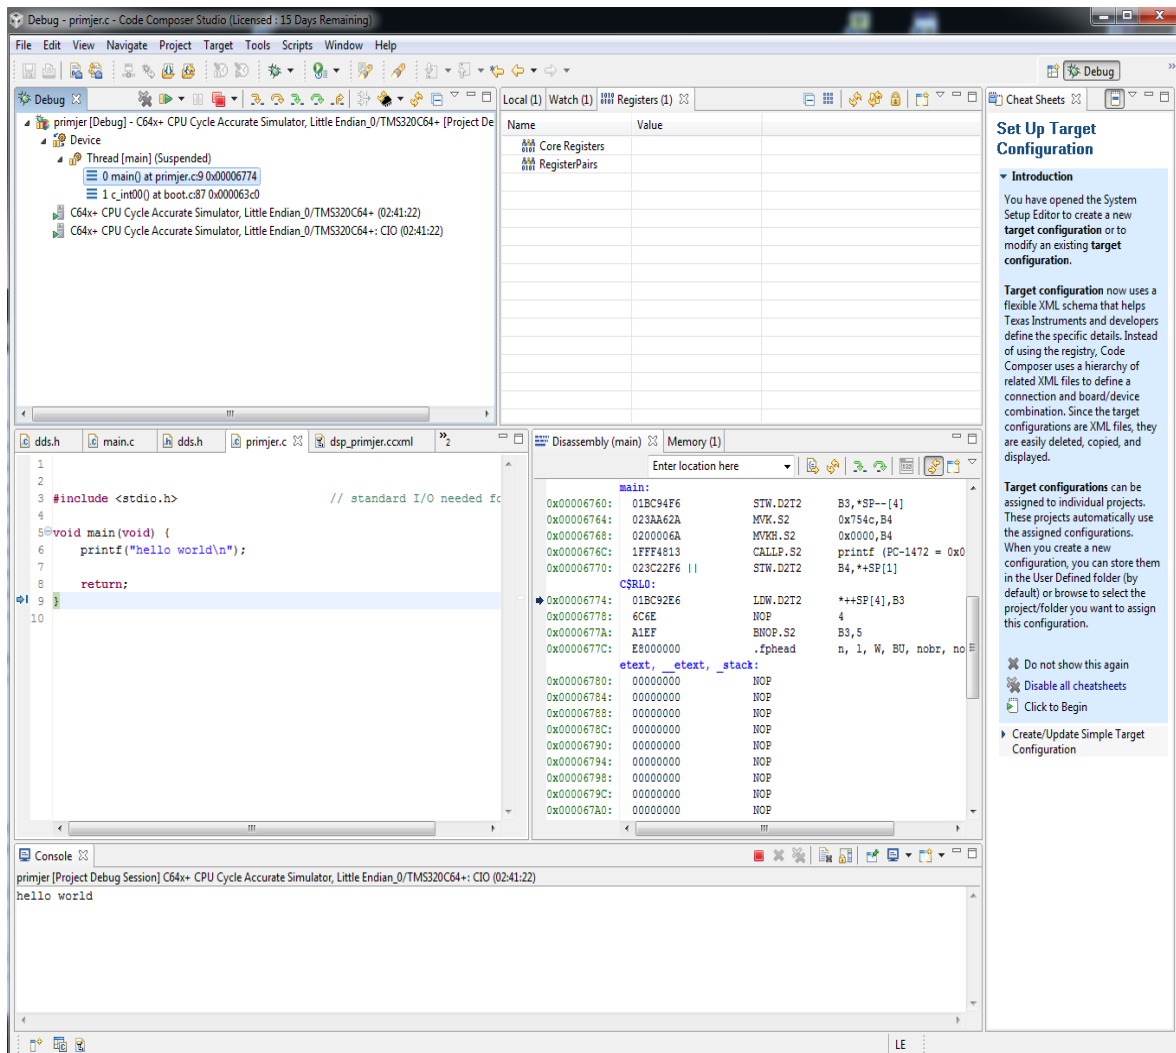 Debug - primjer.c - Code Composer Studio (Licensed : 15 Days Remaining)
File Edit View Navigate Project Target Tools Scripts Window Help
Debug
Debug
primjer [Debug] - C64x+ CPU Cycle Accurate Simulator, Little Endian_0/TMS320C64+ [Project De
Device
Thread [main] (Suspended)
0 main() at primjer.c:9 0x00006774
1 c_int00() at boot.c:87 0x000063c0
C64x+ CPU Cycle Accurate Simulator, Little Endian_0/TMS320C64+ (02:41:22)
C64x+ CPU Cycle Accurate Simulator, Little Endian_0/TMS320C64+: CIO (02:41:22)
Local (1) Watch (1) Registers (1)
Name Value
Core Registers
RegisterPairs
Cheat Sheets
Set Up Target
Configuration
Introduction
You have opened the System
Setup Editor to create a new
target configuration or to
modify an existing target
configuration.
Target configuration now uses a
flexible XML schema that helps
Texas Instruments and developers
define the specific details. Instead
of using the registry, Code
Composer uses a hierarchy of
related XML files to define a
connection and board/device
combination. Since the target
configurations are XML files, they
are easily deleted, copied, and
displayed.
Target configurations can be
assigned to individual projects.
These projects automatically use
the assigned configurations.
When you create a new
configuration, you can store them
in the User Defined folder (by
default) or browse to select the
project/folder you want to assign
this configuration.
Do not show this again
Disable all cheatsheets
Click to Begin
Create/Update Simple Target
Configuration
dds.h main.c dds.h primjer.c dsp_primjer.ccxml »2
1
2
3 #include <stdio.h> // standard I/O needed fo
4
5 void main(void) {
6 printf("hello world\n");
7
8 return;
9 }
10
Disassembly (main) Memory (1)
Enter location here
main:
0x00006760: 01BC94F6 STW.D2T2 B3,*SP--[4]
0x00006764: 023AA62A MVK.S2 0x754c,B4
0x00006768: 0200006A MVKH.S2 0x0000,B4
0x0000676C: 1FFF4813 CALLP.S2 printf (PC-1472 = 0x0
0x00006770: 023C22F6 || STW.D2T2 B4,*+SP[1]
C$RL0:
0x00006774: 01BC92E6 LDW.D2T2 *++SP[4],B3
0x00006778: 6C6E NOP 4
0x0000677A: A1EF BNOP.S2 B3,5
0x0000677C: E8000000 .fphead n, l, W, BU, nobr, no
etext, __etext, _stack:
0x00006780: 00000000 NOP
0x00006784: 00000000 NOP
0x00006788: 00000000 NOP
0x0000678C: 00000000 NOP
0x00006790: 00000000 NOP
0x00006794: 00000000 NOP
0x00006798: 00000000 NOP
0x0000679C: 00000000 NOP
0x000067A0: 00000000 NOP
Console
primjer [Project Debug Session] C64x+ CPU Cycle Accurate Simulator, Little Endian_0/TMS320C64+: CIO (02:41:22)
hello world
LE